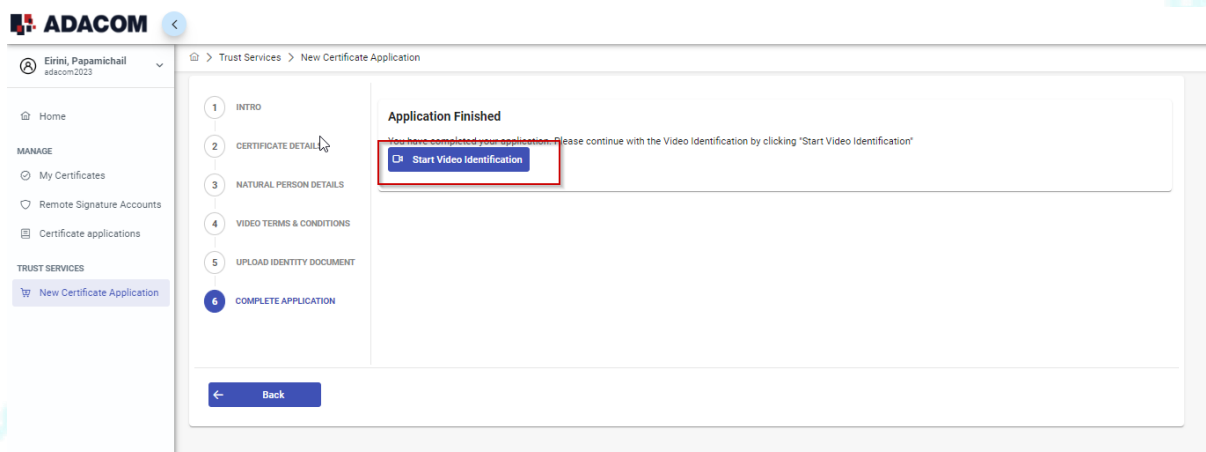 ADACOM
Eirini, Papamichail
adacom2023
Home
MANAGE
My Certificates
Remote Signature Accounts
Certificate applications
TRUST SERVICES
New Certificate Application
Trust Services > New Certificate Application
1 INTRO
2 CERTIFICATE DETAILS
3 NATURAL PERSON DETAILS
4 VIDEO TERMS & CONDITIONS
5 UPLOAD IDENTITY DOCUMENT
6 COMPLETE APPLICATION
Application Finished
You have completed your application. Please continue with the Video Identification by clicking "Start Video Identification"
Start Video Identification
Back